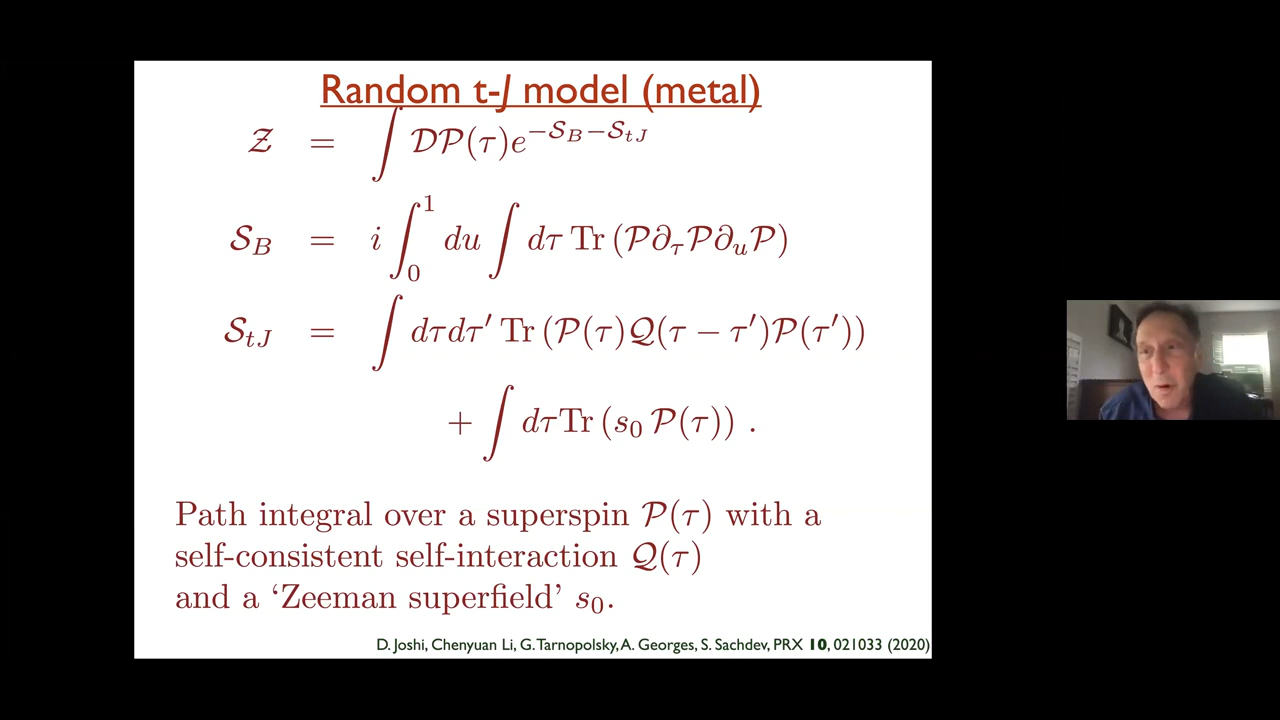 Random t-J model (metal)
𝒵 = ∫ 𝒟𝒫(τ)e^{−𝒮_B−𝒮_{tJ}}
𝒮_B = i ∫_0^1 du ∫ dτ Tr (𝒫∂_τ𝒫∂_u𝒫)
𝒮_{tJ} = ∫ dτdτ′ Tr (𝒫(τ)𝒬(τ − τ′)𝒫(τ′))
+ ∫ dτTr (s_0 𝒫(τ)) .
Path integral over a superspin 𝒫(τ) with a
self-consistent self-interaction 𝒬(τ)
and a ‘Zeeman superfield’ s_0.
D. Joshi, Chenyuan Li, G. Tarnopolsky, A. Georges, S. Sachdev, PRX 10, 021033 (2020)